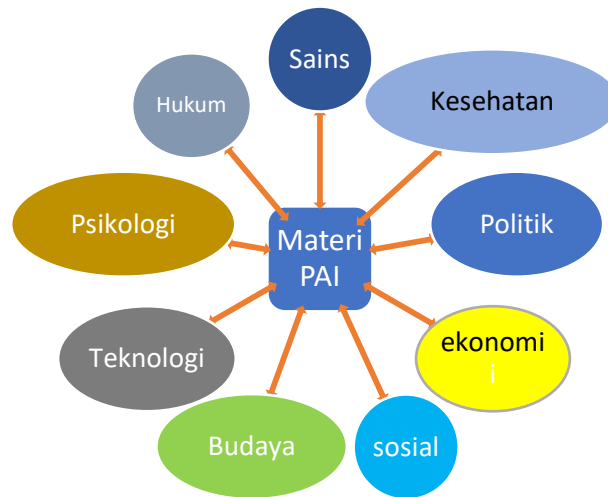 Sains
Kesehatan
Hukum
Psikologi
Materi
PAI
Politik
Teknologi
ekonomi
i
Budaya
sosial